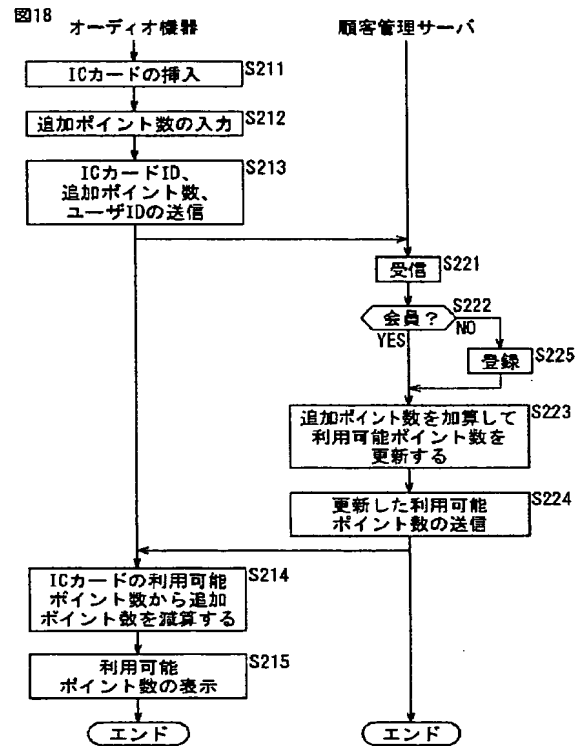 図18
オーディオ機器
顧客管理サーバ
ICカードの挿入
S211
追加ポイント数の入力
S212
ICカードID、
追加ポイント数、
ユーザIDの送信
S213
受信
S221
会員？
S222
YES
NO
登録
S225
追加ポイント数を加算して
利用可能ポイント数を
更新する
S223
更新した利用可能
ポイント数の送信
S224
ICカードの利用可能
ポイント数から追加
ポイント数を減算する
S214
利用可能
ポイント数の表示
S215
エンド
エンド